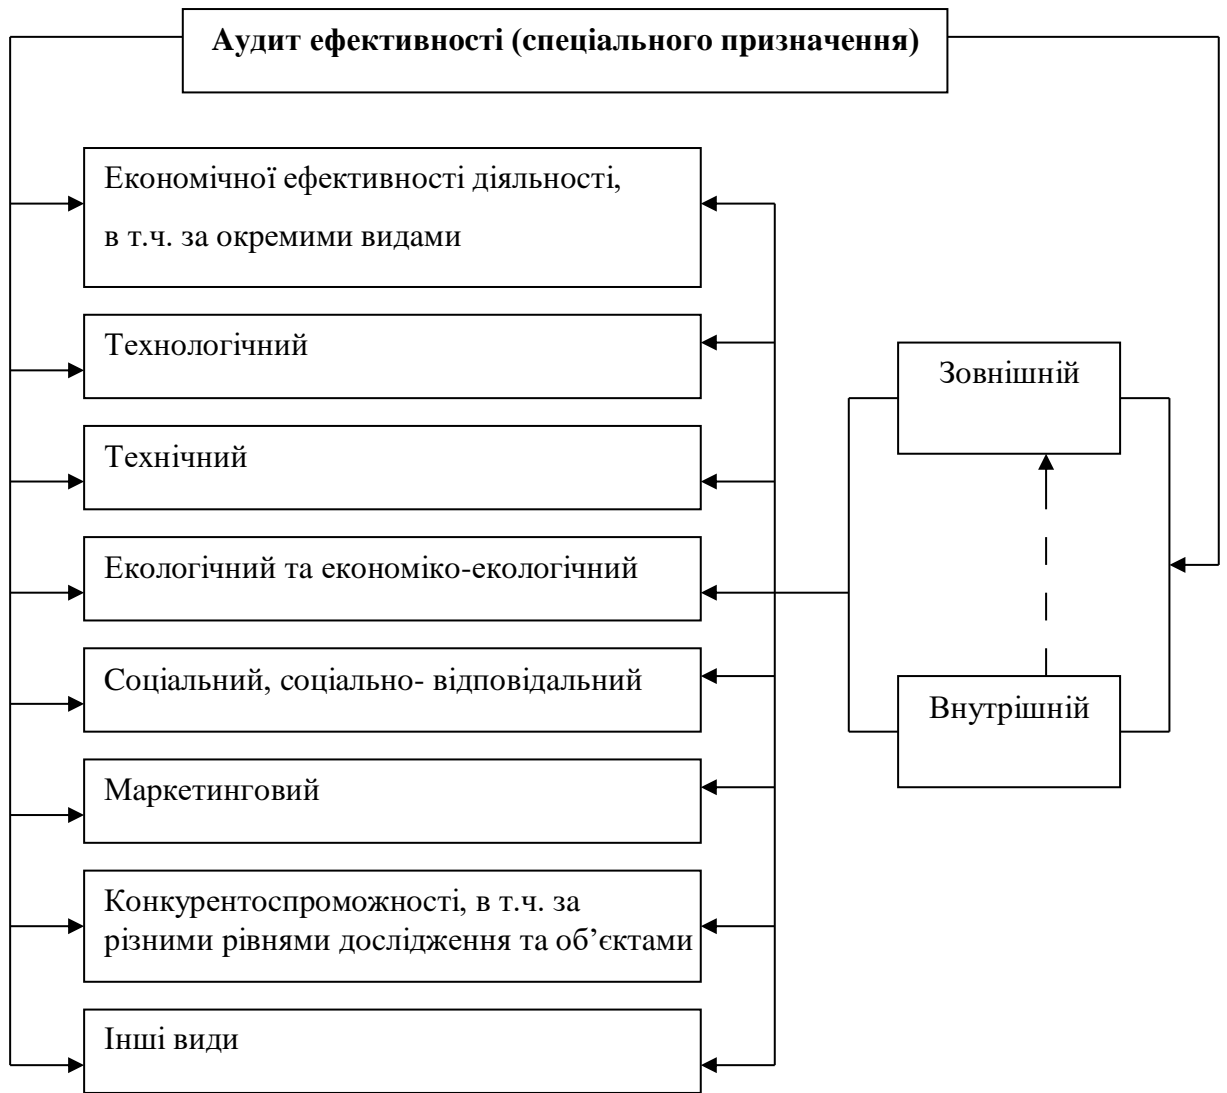 Аудит ефективності (спеціального призначення)
Економічної ефективності діяльності,
в т.ч. за окремими видами
Технологічний
Технічний
Екологічний та економіко-екологічний
Соціальний, соціально- відповідальний
Маркетинговий
Конкурентоспроможності, в т.ч. за
різними рівнями дослідження та об’єктами
Інші види
Зовнішній
Внутрішній